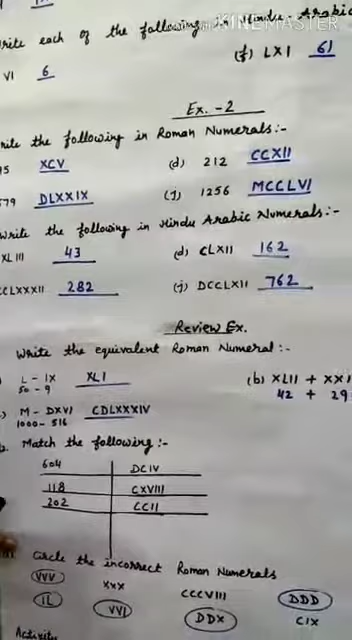 rite each of the following in Hindu Arabic
VI 6 (f) LXI 61
Ex. - 2
rite the following in Roman Numerals:-
95 XCV (d) 212 CCXII
579 DLXXIX (j) 1256 MCCLVI
Write the following in Hindu Arabic Numerals:-
XLIII 43 (d) CLXII 162
CCLXXXII 282 (j) DCCLXII 762
Review Ex.
Write the equivalent Roman Numeral:-
L - IX XLI (b) XLII + XXI
50 - 9 42 + 29
M - DXVI CDLXXXIV
1000 - 516
Match the following:-
604 DCIV
118 CXVIII
202 CCII
Circle the incorrect Roman Numerals
VVV XXX CCCVIII DDD
IL VVI DDX CIX
Activity